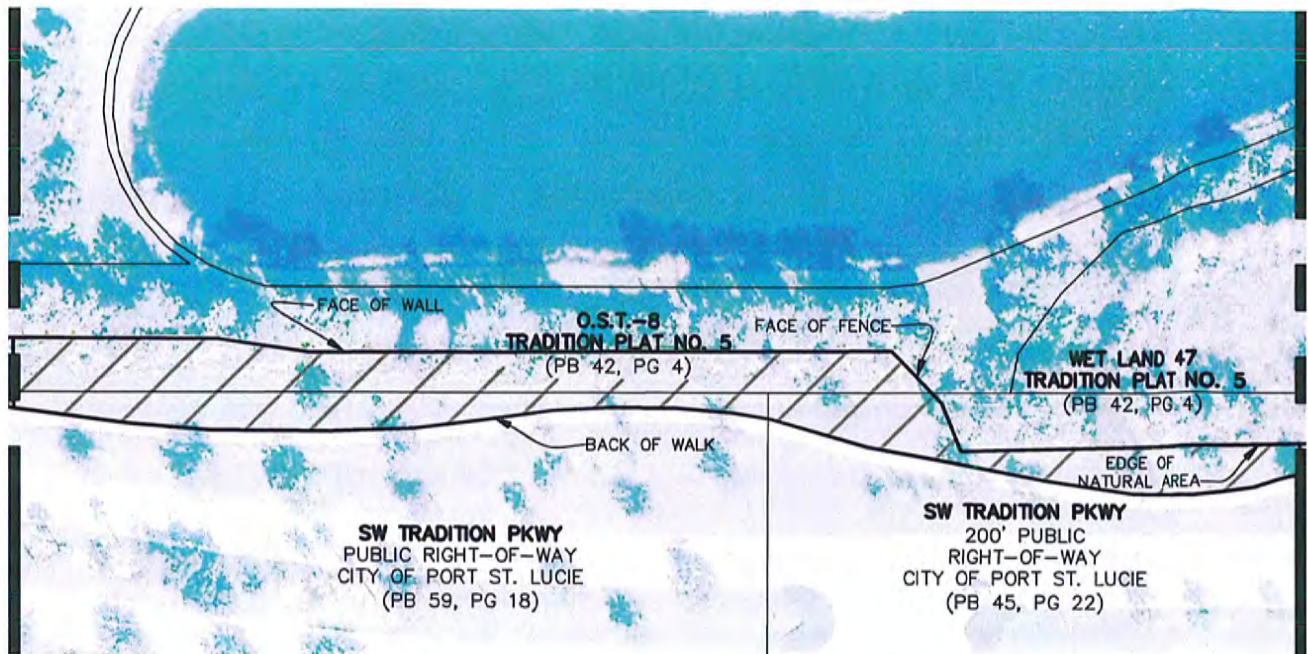 FACE OF WALL
O.S.T.-8
TRADITION PLAT NO. 5
(PB 42, PG 4)
FACE OF FENCE
WET LAND 47
TRADITION PLAT NO. 5
(PB 42, PG.4)
BACK OF WALK
EDGE OF
NATURAL AREA
SW TRADITION PKWY
PUBLIC RIGHT-OF-WAY
CITY OF PORT ST. LUCIE
(PB 59, PG 18)
SW TRADITION PKWY
200' PUBLIC
RIGHT-OF-WAY
CITY OF PORT ST. LUCIE
(PB 45, PG 22)